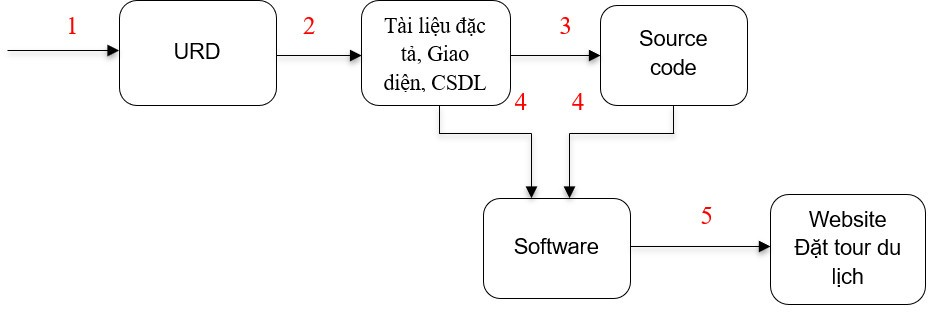 1
URD
2
Tài liệu đặc
tả, Giao
diện, CSDL
3
Source
code
4
4
Software
5
Website
Đặt tour du
lịch